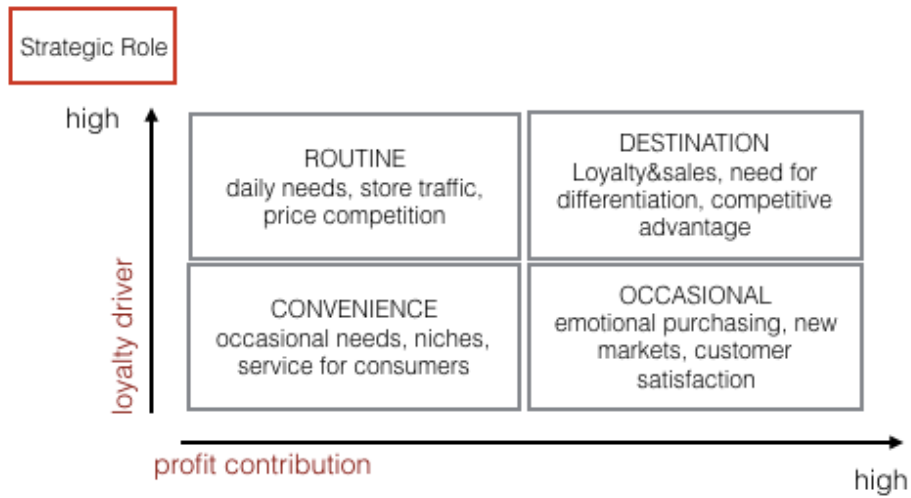 Strategic Role
high
ROUTINE
daily needs, store traffic,
price competition
DESTINATION
Loyalty&sales, need for
differentiation, competitive
advantage
CONVENIENCE
occasional needs, niches,
service for consumers
OCCASIONAL
emotional purchasing, new
markets, customer
satisfaction
loyalty driver
profit contribution
high